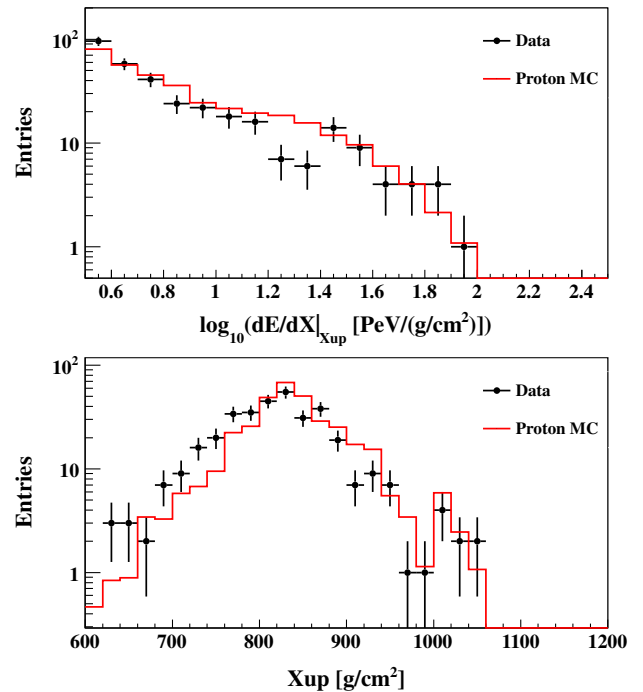 10²
10
1
Entries
Data
Proton MC
0.6 0.8 1 1.2 1.4 1.6 1.8 2 2.2 2.4
log₁₀(dE/dX|Xup [PeV/(g/cm²)])
10²
10
1
Entries
Data
Proton MC
600 700 800 900 1000 1100 1200
Xup [g/cm²]